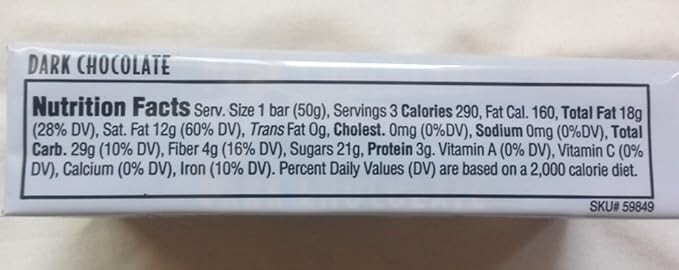 DARK CHOCOLATE
Nutrition Facts Serv. Size 1 bar (50g), Servings 3 Calories 290, Fat Cal. 160, Total Fat 18g
(28% DV), Sat. Fat 12g (60% DV), Trans Fat 0g, Cholest. 0mg (0%DV), Sodium 0mg (0%DV), Total
Carb. 29g (10% DV), Fiber 4g (16% DV), Sugars 21g, Protein 3g. Vitamin A (0% DV), Vitamin C (0%
DV), Calcium (0% DV), Iron (10% DV). Percent Daily Values (DV) are based on a 2,000 calorie diet.
SKU# 59849